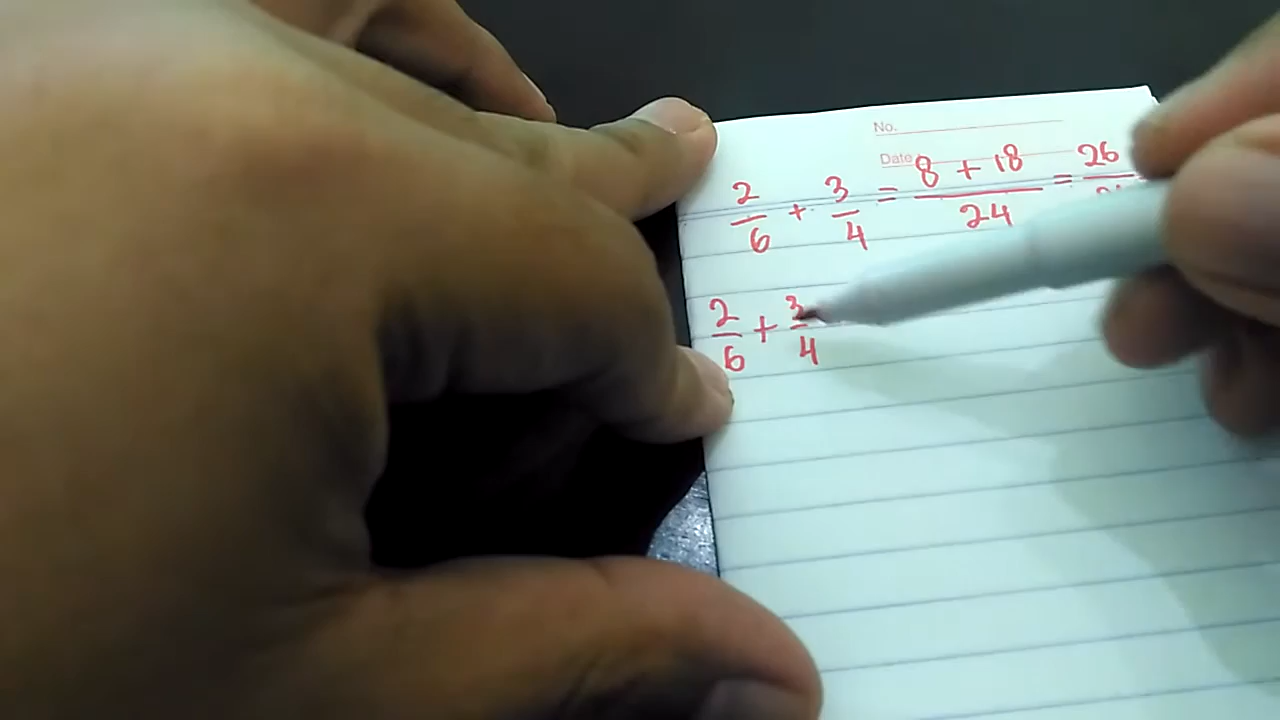 No.
Date
2/6 + 3/4 = 8 + 18/24 = 26/
2/6 + 3/4